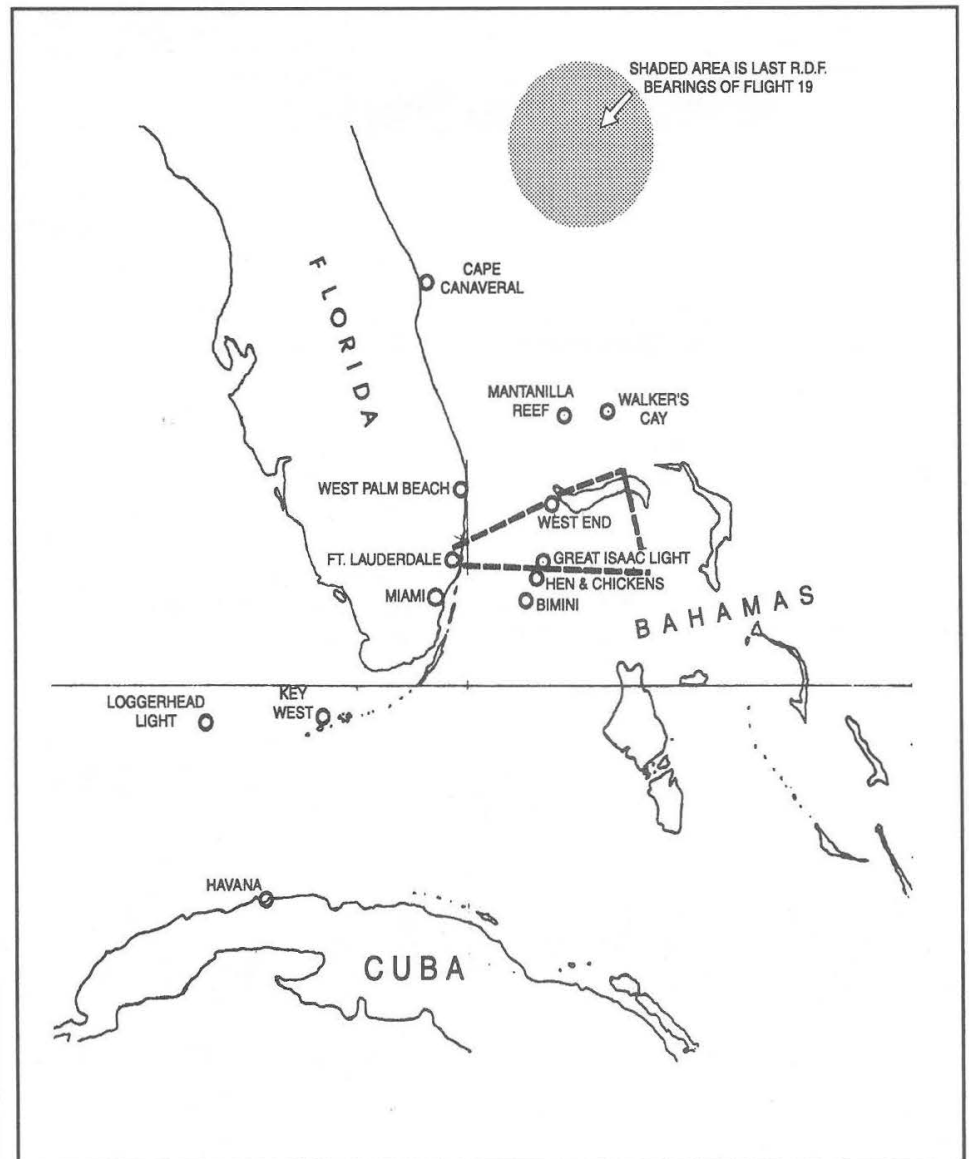 SHADED AREA IS LAST R.D.F.
BEARINGS OF FLIGHT 19
CAPE
CANAVERAL
FLORIDA
MANTANILLA
REEF
WALKER'S
CAY
WEST PALM BEACH
WEST END
FT. LAUDERDALE
GREAT ISAAC LIGHT
HEN & CHICKENS
MIAMI
BIMINI
BAHAMAS
LOGGERHEAD
LIGHT
KEY
WEST
HAVANA
CUBA